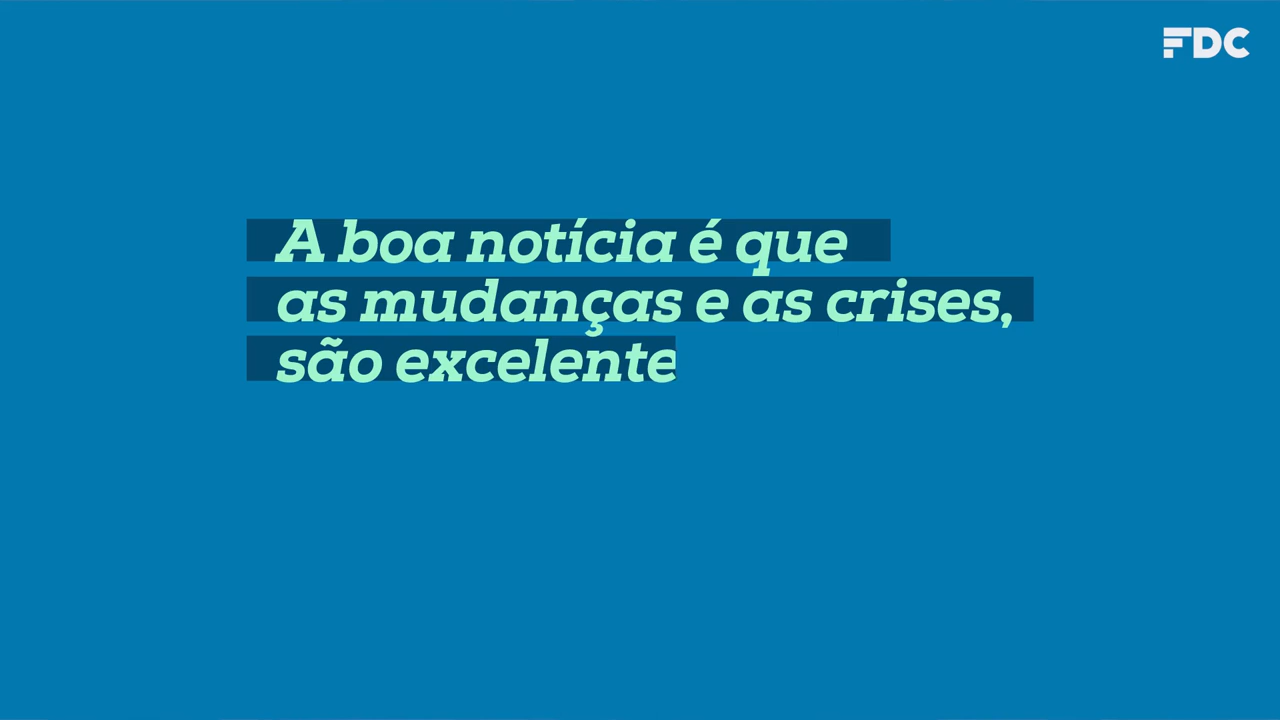 FDC
A boa notícia é que
as mudanças e as crises,
são excelente